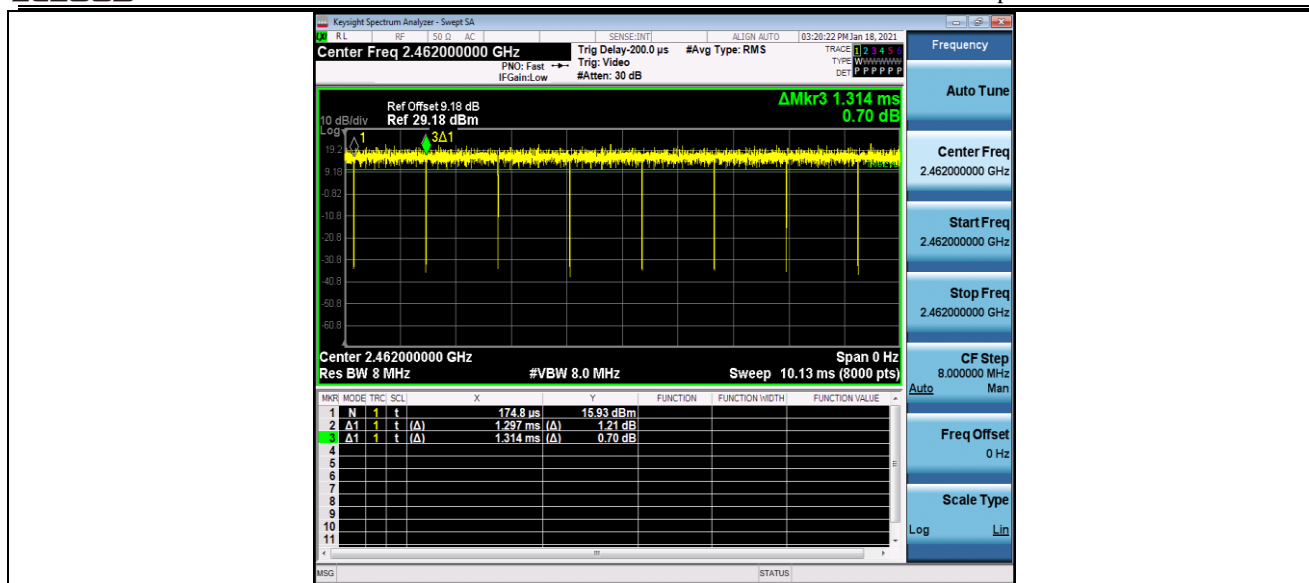 Keysight Spectrum Analyzer - Swept SA
RL RF 50 Ω AC SENSE:INT ALIGN AUTO 03:20:22 PM Jan 18, 2021
Center Freq 2.462000000 GHz
PNO: Fast
IFGain:Low
Trig Delay-200.0 µs
Trig: Video
#Atten: 30 dB
#Avg Type: RMS
TRACE 1 2 3 4 5 6
TYPE WWWWWW
DET P P P P P P
ΔMkr3 1.314 ms
0.70 dB
Ref Offset 9.18 dB
10 dB/div Ref 29.18 dBm
Log
1
3Δ1
19.2
9.18
-0.82
-10.8
-20.8
-30.8
-40.8
-50.8
-60.8
Center 2.462000000 GHz Span 0 Hz
Res BW 8 MHz #VBW 8.0 MHz Sweep 10.13 ms (8000 pts)
MKR MODE TRC SCL X Y FUNCTION FUNCTION WIDTH FUNCTION VALUE
1 N 1 t 174.8 µs 15.93 dBm
2 Δ1 1 t (Δ) 1.297 ms (Δ) 1.21 dB
3 Δ1 1 t (Δ) 1.314 ms (Δ) 0.70 dB
4
5
6
7
8
9
10
11
MSG STATUS
Frequency
Auto Tune
Center Freq
2.462000000 GHz
Start Freq
2.462000000 GHz
Stop Freq
2.462000000 GHz
CF Step
8.000000 MHz
Auto Man
Freq Offset
0 Hz
Scale Type
Log Lin